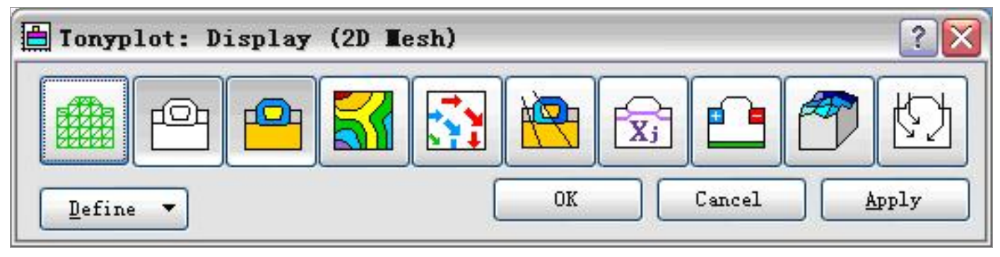 Tonyplot: Display (2D Mesh)
?
Xj
+ -
Define
OK Cancel Apply